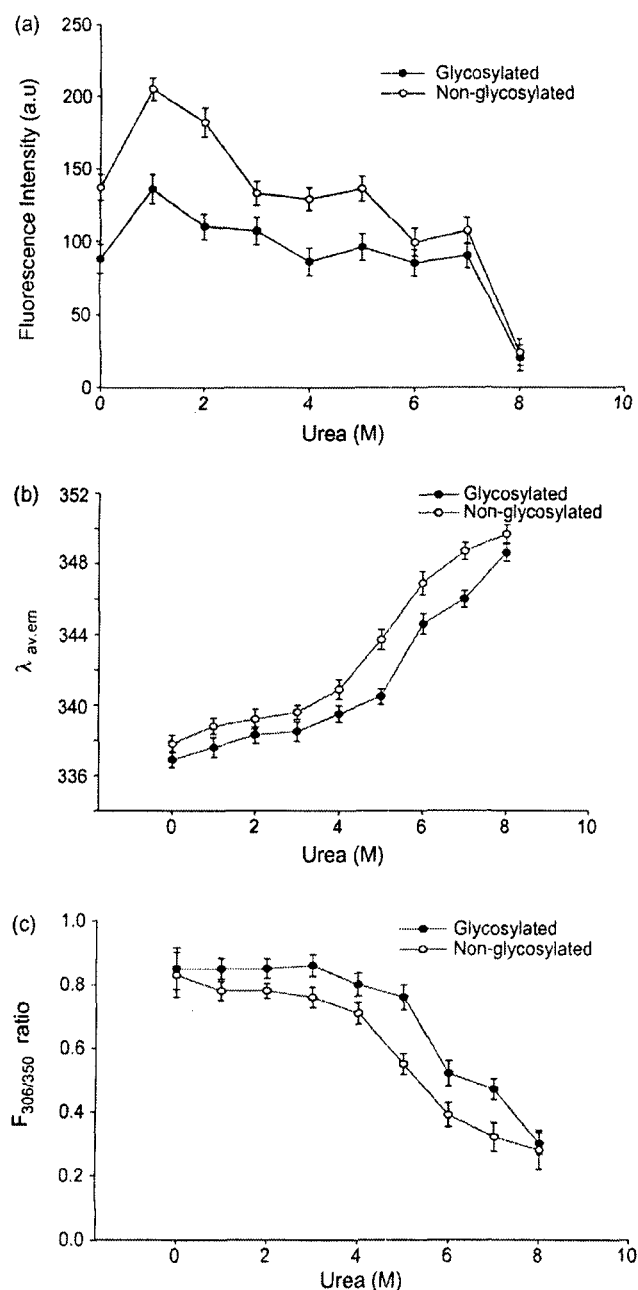 (a)
Glycosylated
Non-glycosylated
Fluorescence Intensity (a.u)
250
200
150
100
50
0
0 2 4 6 8 10
Urea (M)
(b)
Glycosylated
Non-glycosylated
λ av.em
352
348
344
340
336
0 2 4 6 8 10
Urea (M)
(c)
Glycosylated
Non-glycosylated
F306/350 ratio
1.0
0.8
0.6
0.4
0.2
0.0
0 2 4 6 8 10
Urea (M)